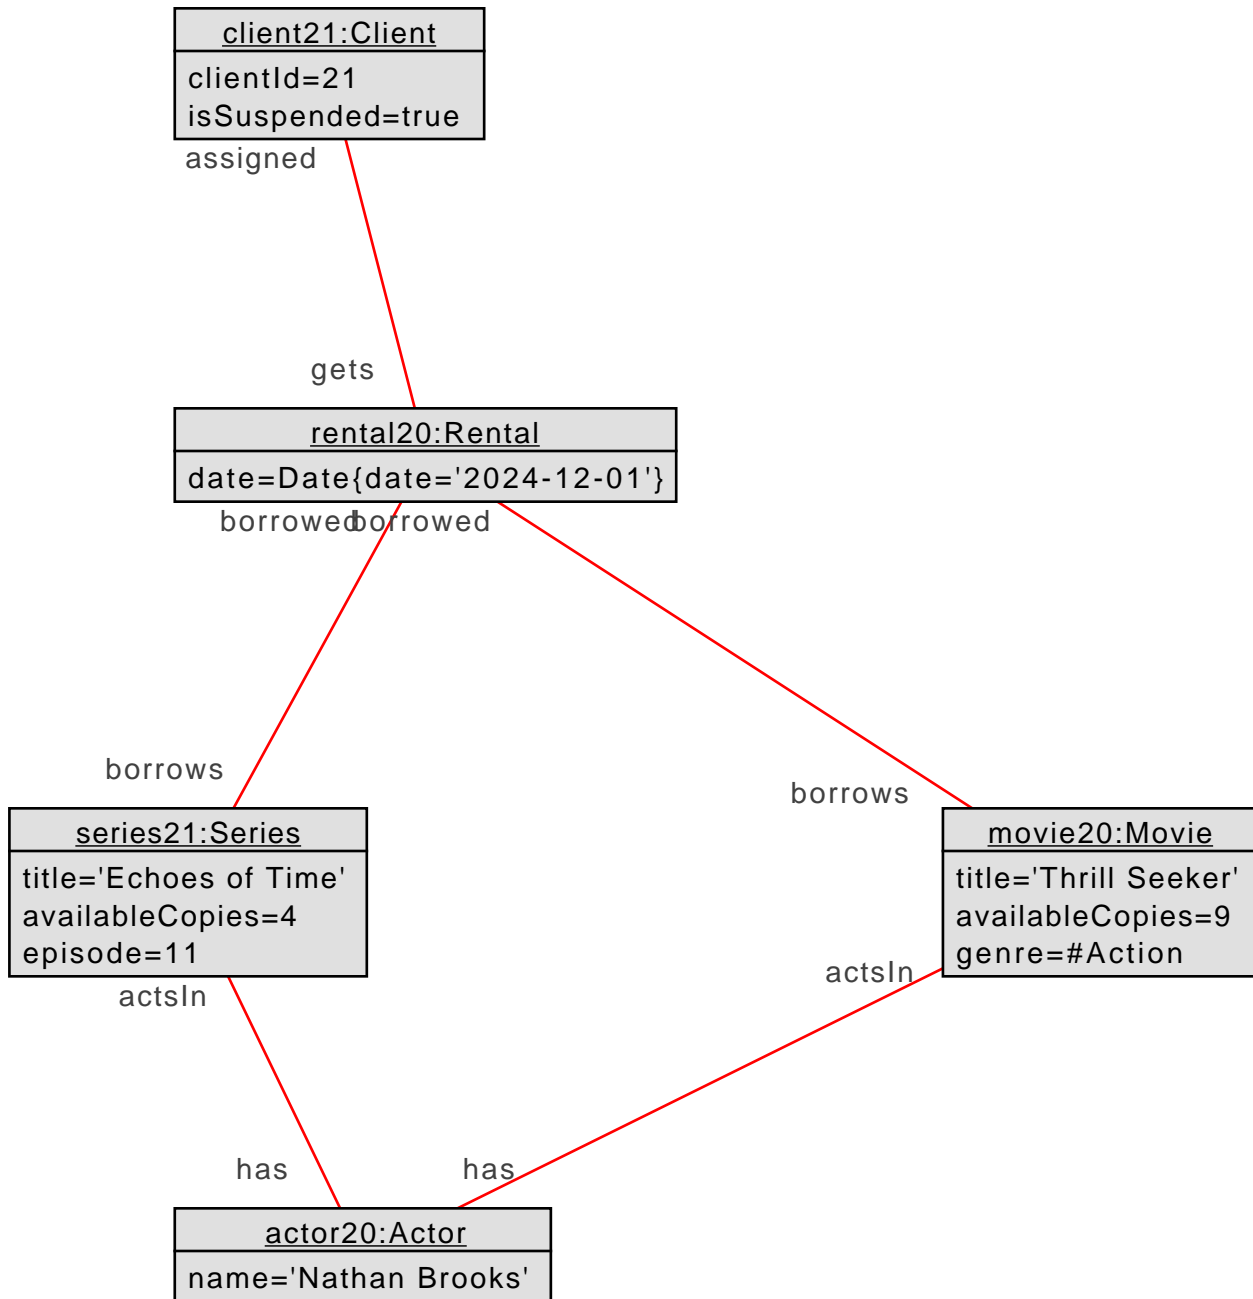 client21:Client
clientId=21
isSuspended=true
assigned
gets
rental20:Rental
date=Date{date='2024-12-01'}
borrowed
borrowed
borrows
borrows
series21:Series
title='Echoes of Time'
availableCopies=4
episode=11
movie20:Movie
title='Thrill Seeker'
availableCopies=9
genre=#Action
actsIn
actsIn
has
has
actor20:Actor
name='Nathan Brooks'